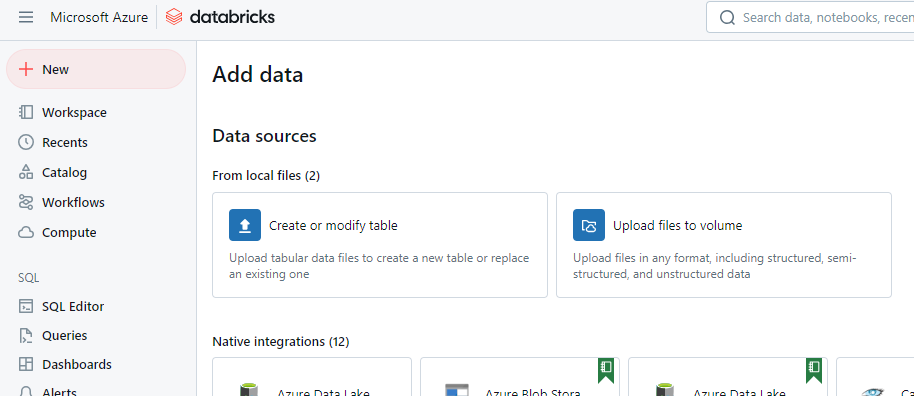 Microsoft Azure databricks Search data, notebooks, recen
New
Add data
Workspace
Recents
Catalog
Workflows
Compute
SQL
SQL Editor
Queries
Dashboards
Alerts
Data sources
From local files (2)
Create or modify table
Upload tabular data files to create a new table or replace
an existing one
Upload files to volume
Upload files in any format, including structured, semi-
structured, and unstructured data
Native integrations (12)
Azure Data Lake
Azure Blob Stora
Azure Data Lake
Ca